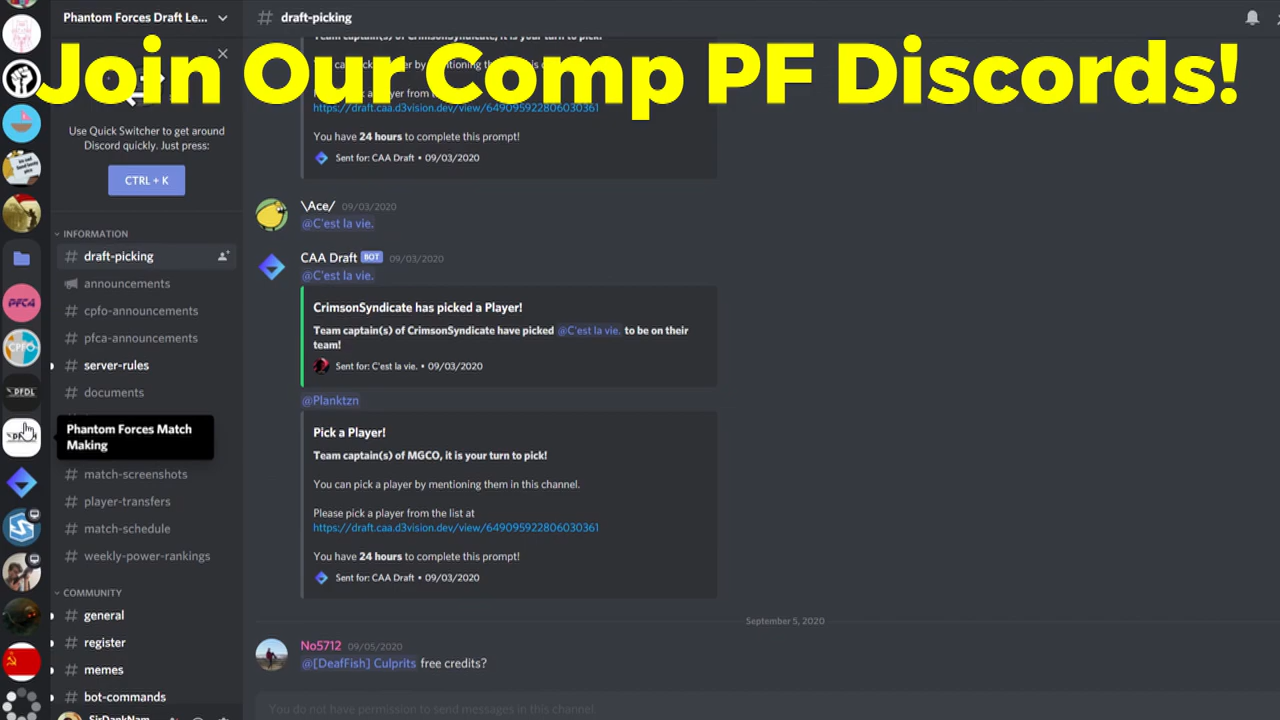 Phantom Forces Draft Le...
# draft-picking
Join Our Comp PF Discords!
https://draft.caa.d3vision.dev/view/649095922806030361
You have 24 hours to complete this prompt!
Sent for: CAA Draft • 09/03/2020
Use Quick Switcher to get around
Discord quickly. Just press:
CTRL + K
INFORMATION
# draft-picking
announcements
# cpfo-announcements
# pfca-announcements
# server-rules
# documents
Phantom Forces Match
Making
# match-screenshots
# player-transfers
# match-schedule
# weekly-power-rankings
COMMUNITY
# general
# register
# memes
# bot-commands
PFCA
CPFO
PFDL
\Ace/ 09/03/2020
@C'est la vie.
CAA Draft BOT 09/03/2020
@C'est la vie.
CrimsonSyndicate has picked a Player!
Team captain(s) of CrimsonSyndicate have picked @C'est la vie. to be on their
team!
Sent for: C'est la vie. • 09/03/2020
@Planktzn
Pick a Player!
Team captain(s) of MGCO, it is your turn to pick!
You can pick a player by mentioning them in this channel.
Please pick a player from the list at
https://draft.caa.d3vision.dev/view/649095922806030361
You have 24 hours to complete this prompt!
Sent for: CAA Draft • 09/03/2020
September 5, 2020
No5712 09/05/2020
@[DeafFish] Culprits free credits?
You do not have permission to send messages in this channel.